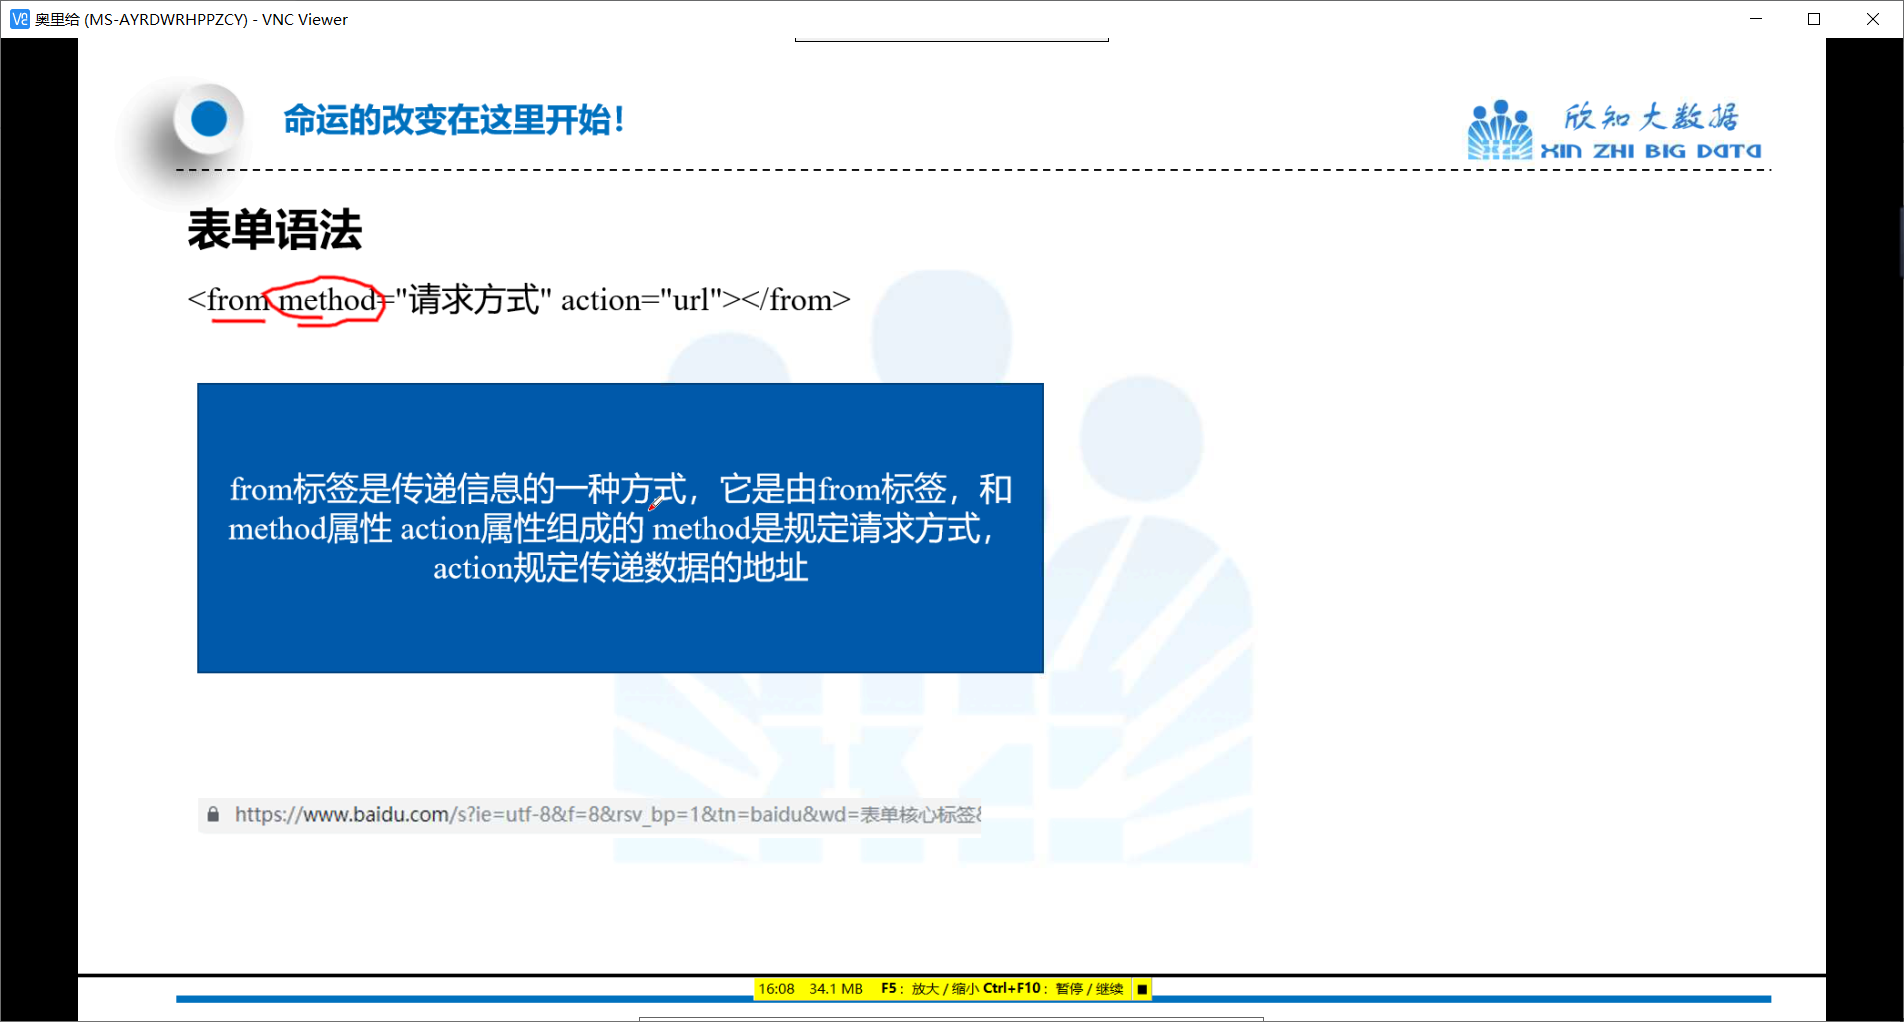 奥里给 (MS-AYRDWRHPPZCY) - VNC Viewer
命运的改变在这里开始！
欣知大数据
XIN ZHI BIG DATA
表单语法
<from method="请求方式" action="url"></from>
from标签是传递信息的一种方式，它是由from标签，和
method属性 action属性组成的 method是规定请求方式，
action规定传递数据的地址
https://www.baidu.com/s?ie=utf-8&f=8&rsv_bp=1&tn=baidu&wd=表单核心标签&
16:08 34.1 MB F5：放大 / 缩小 Ctrl+F10：暂停 / 继续